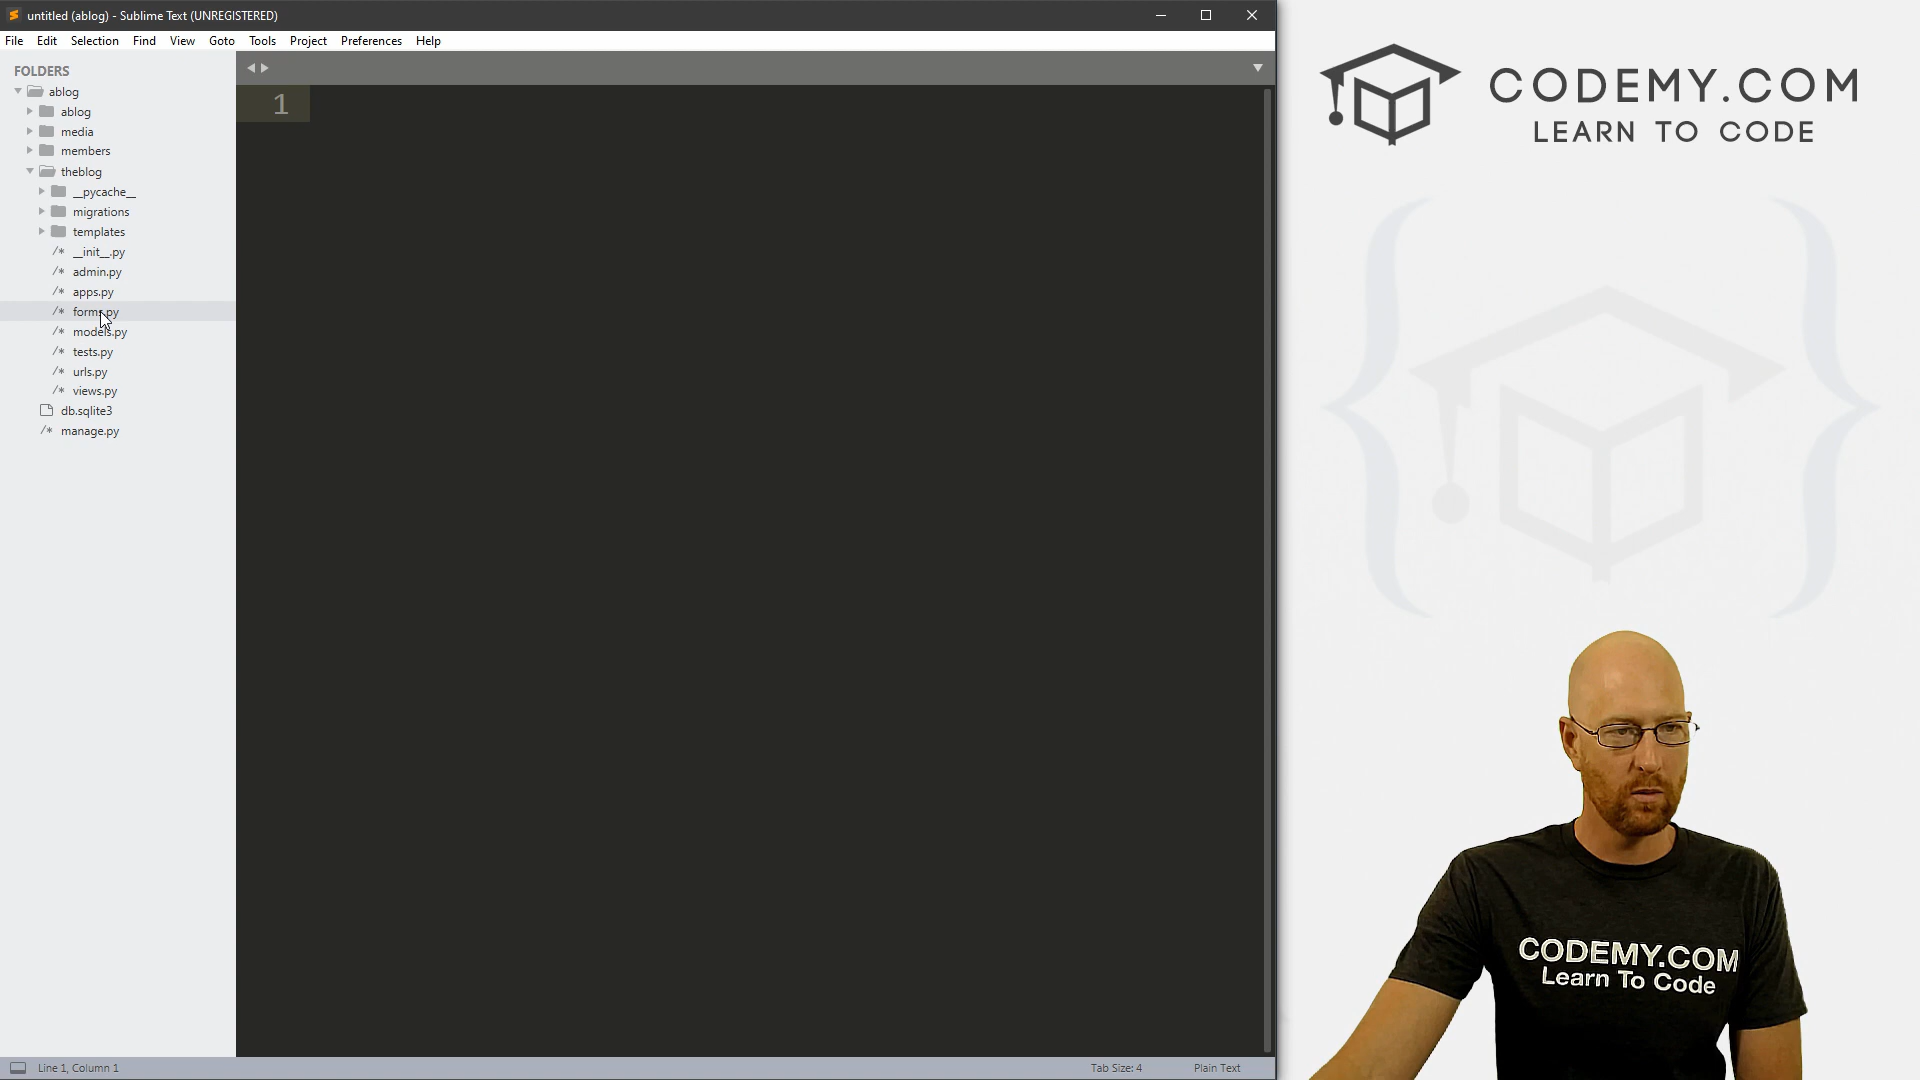 untitled (ablog) - Sublime Text (UNREGISTERED)
File Edit Selection Find View Goto Tools Project Preferences Help
FOLDERS
ablog
ablog
media
members
theblog
__pycache__
migrations
templates
/* __init__.py
/* admin.py
/* apps.py
/* forms.py
/* models.py
/* tests.py
/* urls.py
/* views.py
db.sqlite3
/* manage.py
1
Line 1, Column 1
Tab Size: 4
Plain Text
CODEMY.COM
LEARN TO CODE
CODEMY.COM
Learn To Code